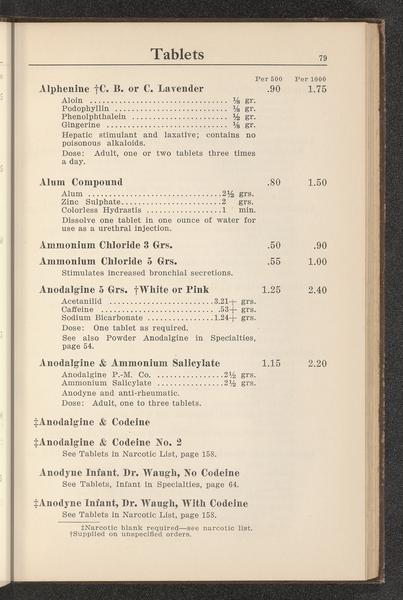 Tablets
79
Per 500 Per 1000
Alphenine †C. B. or C. Lavender .90 1.75
Aloin ................................ ⅛ gr.
Podophyllin .......................... ⅛ gr.
Phenolphthalein ...................... ½ gr.
Gingerine ............................ ⅛ gr.
Hepatic stimulant and laxative; contains no
poisonous alkaloids.
Dose: Adult, one or two tablets three times
a day.
Alum Compound .80 1.50
Alum ...............................2½ grs.
Zinc Sulphate.......................2 grs.
Colorless Hydrastis .................1 min.
Dissolve one tablet in one ounce of water for
use as a urethral injection.
Ammonium Chloride 3 Grs. .50 .90
Ammonium Chloride 5 Grs. .55 1.00
Stimulates increased bronchial secretions.
Anodalgine 5 Grs. †White or Pink 1.25 2.40
Acetanilid ........................3.21+ grs.
Caffeine .......................... .53+ grs.
Sodium Bicarbonate ...............1.24+ grs.
Dose: One tablet as required.
See also Powder Anodalgine in Specialties,
page 54.
Anodalgine & Ammonium Salicylate 1.15 2.20
Anodalgine P.-M. Co. ...............2½ grs.
Ammonium Salicylate ...............2½ grs.
Anodyne and anti-rheumatic.
Dose: Adult, one to three tablets.
‡Anodalgine & Codeine
‡Anodalgine & Codeine No. 2
See Tablets in Narcotic List, page 158.
Anodyne Infant. Dr. Waugh, No Codeine
See Tablets, Infant in Specialties, page 64.
‡Anodyne Infant, Dr. Waugh, With Codeine
See Tablets in Narcotic List, page 158.
‡Narcotic blank required—see narcotic list.
†Supplied on unspecified orders.